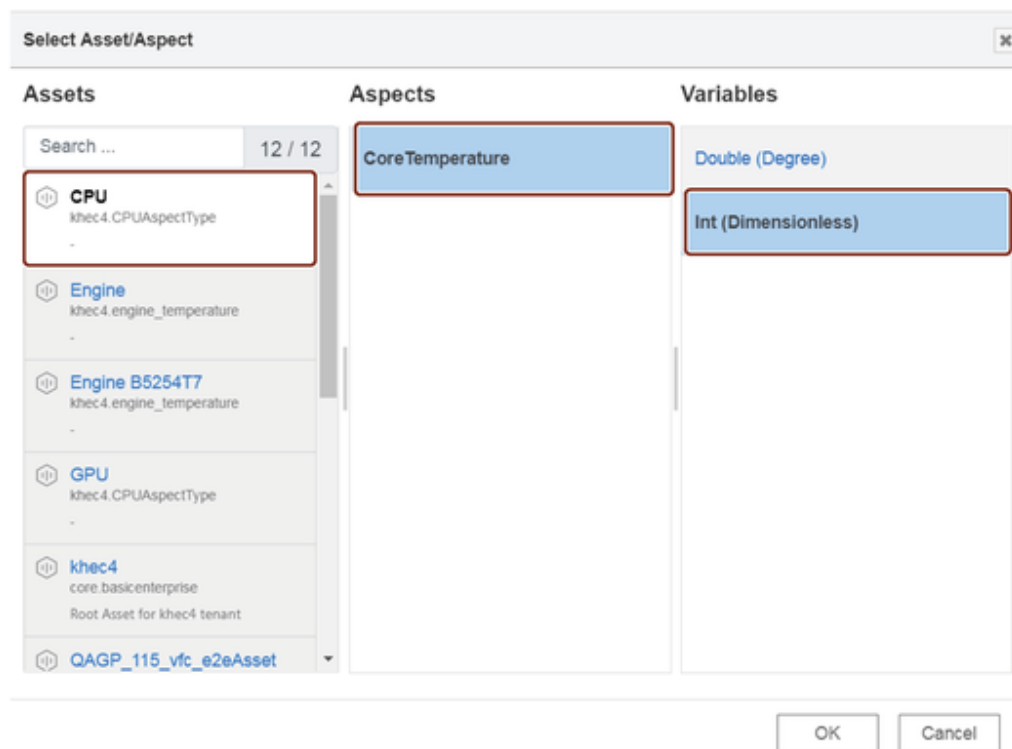 Select Asset/Aspect
Assets
Aspects
Variables
Search ...
12 / 12
CPU
khec4.CPUAspectType
-
CoreTemperature
Double (Degree)
Int (Dimensionless)
Engine
khec4.engine_temperature
-
Engine B5254T7
khec4.engine_temperature
-
GPU
khec4.CPUAspectType
-
khec4
core.basicenterprise
Root Asset for khec4 tenant
QAGP_115_vfc_e2eAsset
OK
Cancel